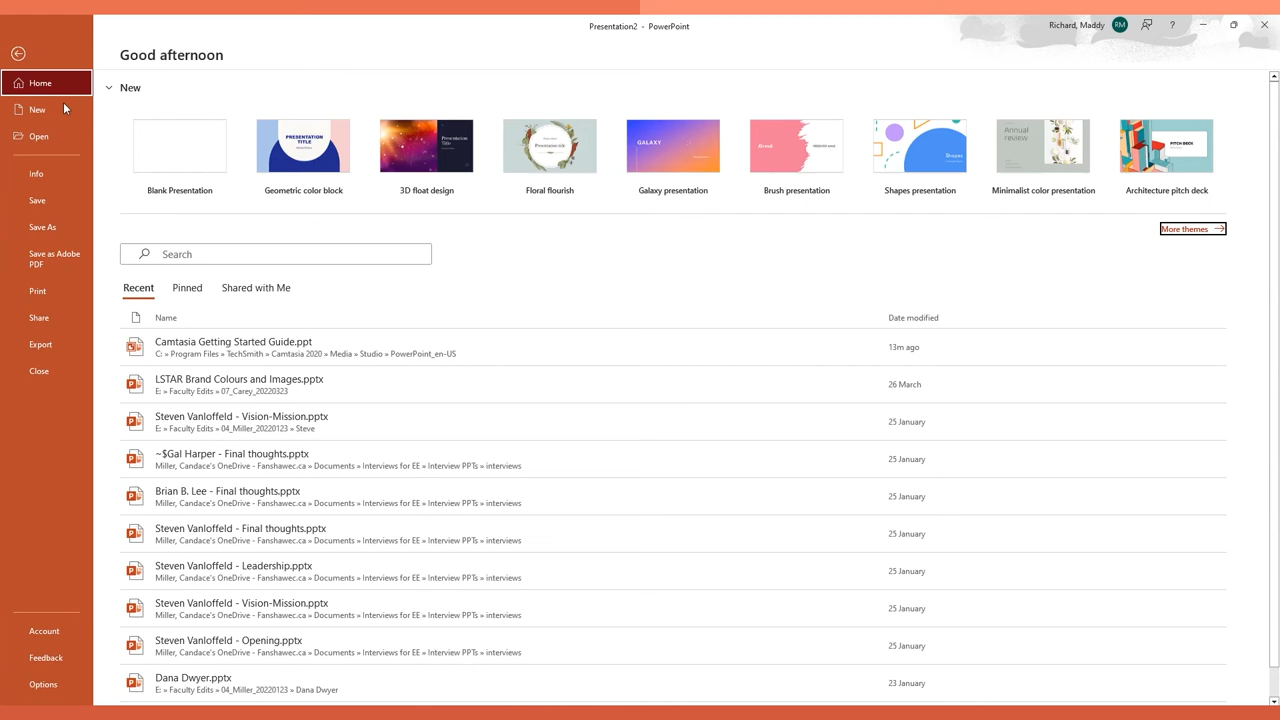 Presentation2 - PowerPoint
Richard, Maddy RM ?
Good afternoon
Home
New
Open
Info
Save
Save As
Save as Adobe
PDF
Print
Share
Export
Close
Account
Feedback
Options
New
PRESENTATION
TITLE
Presentation
Title
Presentation title
GALAXY
Brush
Shapes
Annual
review
PITCH DECK
Blank Presentation
Geometric color block
3D float design
Floral flourish
Galaxy presentation
Brush presentation
Shapes presentation
Minimalist color presentation
Architecture pitch deck
More themes
Search
Recent Pinned Shared with Me
Name Date modified
Camtasia Getting Started Guide.ppt 13m ago
C: » Program Files » TechSmith » Camtasia 2020 » Media » Studio » PowerPoint_en-US
LSTAR Brand Colours and Images.pptx 26 March
E: » Faculty Edits » 07_Carey_20220323
Steven Vanloffeld - Vision-Mission.pptx 25 January
E: » Faculty Edits » 04_Miller_20220123 » Steve
~$Gal Harper - Final thoughts.pptx 25 January
Miller, Candace's OneDrive - Fanshawec.ca » Documents » Interviews for EE » Interview PPTs » interviews
Brian B. Lee - Final thoughts.pptx 25 January
Miller, Candace's OneDrive - Fanshawec.ca » Documents » Interviews for EE » Interview PPTs » interviews
Steven Vanloffeld - Final thoughts.pptx 25 January
Miller, Candace's OneDrive - Fanshawec.ca » Documents » Interviews for EE » Interview PPTs » interviews
Steven Vanloffeld - Leadership.pptx 25 January
Miller, Candace's OneDrive - Fanshawec.ca » Documents » Interviews for EE » Interview PPTs » interviews
Steven Vanloffeld - Vision-Mission.pptx 25 January
Miller, Candace's OneDrive - Fanshawec.ca » Documents » Interviews for EE » Interview PPTs » interviews
Steven Vanloffeld - Opening.pptx 25 January
Miller, Candace's OneDrive - Fanshawec.ca » Documents » Interviews for EE » Interview PPTs » interviews
Dana Dwyer.pptx 23 January
E: » Faculty Edits » 04_Miller_20220123 » Dana Dwyer